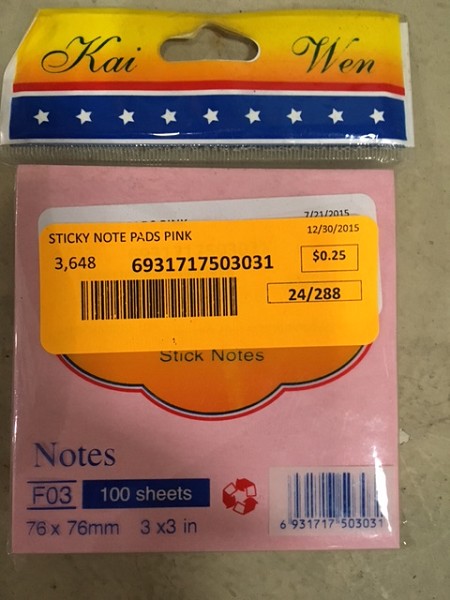 Kai Wen
7/21/2015
STICKY NOTE PADS PINK 12/30/2015
3,648 6931717503031 $0.25
24/288
Stick Notes
Notes
F03 100 sheets
76 x 76mm 3 x3 in
6 931717 503031